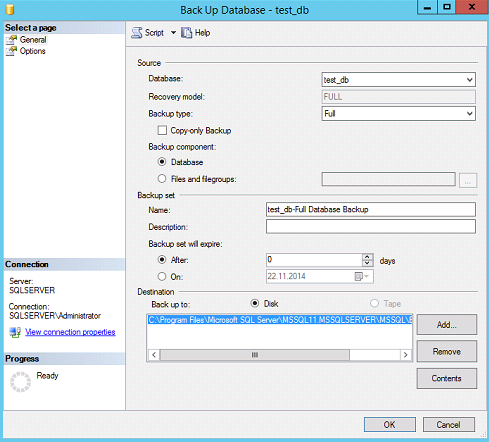 Back Up Database - test_db
Select a page
General
Options
Script
Help
Source
Database:
test_db
Recovery model:
FULL
Backup type:
Full
Copy-only Backup
Backup component:
Database
Files and filegroups:
...
Backup set
Name:
test_db-Full Database Backup
Description:
Backup set will expire:
After:
0
days
On:
22.11.2014
Destination
Back up to:
Disk
Tape
C:\Program Files\Microsoft SQL Server\MSSQL11.MSSQLSERVER\MSSQL\B
Add...
Remove
Contents
Connection
Server:
SQLSERVER
Connection:
SQLSERVER\Administrator
View connection properties
Progress
Ready
OK
Cancel